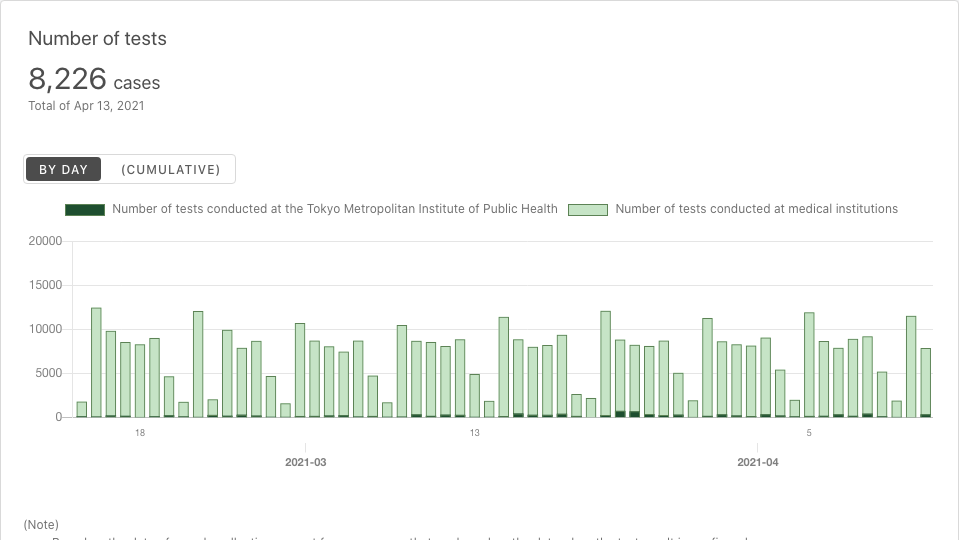 Number of tests
8,226 cases
Total of Apr 13, 2021
BY DAY (CUMULATIVE)
Number of tests conducted at the Tokyo Metropolitan Institute of Public Health Number of tests conducted at medical institutions
20000
15000
10000
5000
0
18 13 5
2021-03 2021-04
(Note)